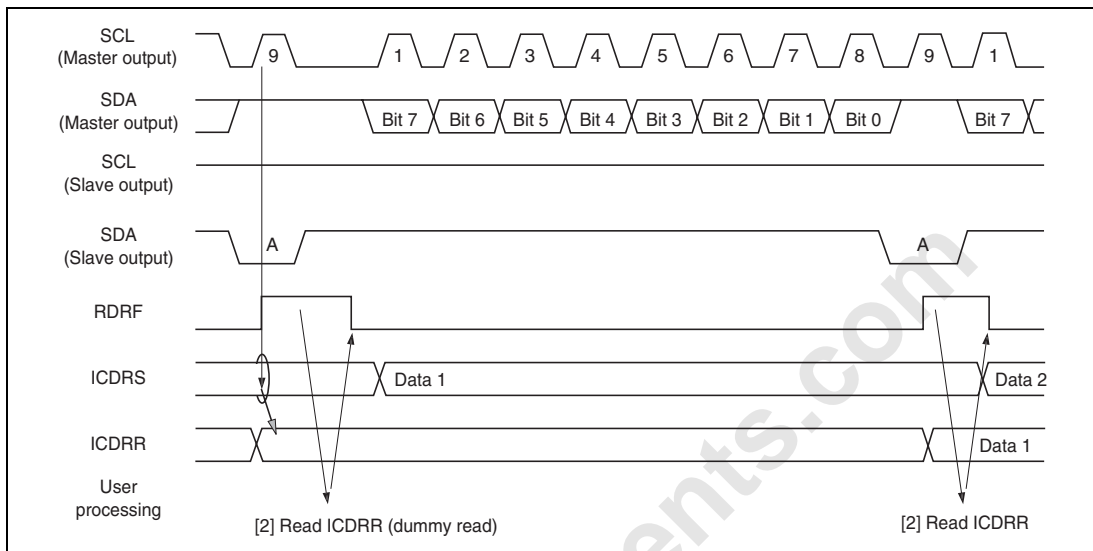 SCL
(Master output)
9 1 2 3 4 5 6 7 8 9 1
SDA
(Master output)
Bit 7 Bit 6 Bit 5 Bit 4 Bit 3 Bit 2 Bit 1 Bit 0 Bit 7
SCL
(Slave output)
SDA
(Slave output)
A A
RDRF
ICDRS
Data 1 Data 2
ICDRR
Data 1
User
processing
[2] Read ICDRR (dummy read) [2] Read ICDRR
ents.com